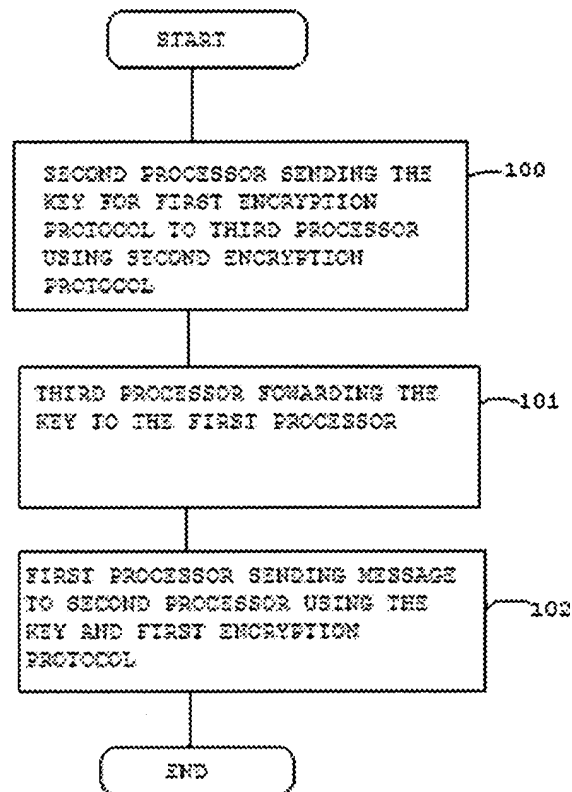 START
SECOND PROCESSOR SENDING THE
KEY FOR FIRST ENCRYPTION
PROTOCOL TO THIRD PROCESSOR
USING SECOND ENCRYPTION
PROTOCOL
100
THIRD PROCESSOR FOWARDING THE
KEY TO THE FIRST PROCESSOR
101
FIRST PROCESSOR SENDING MESSAGE
TO SECOND PROCESSOR USING THE
KEY AND FIRST ENCRYPTION
PROTOCOL
102
END